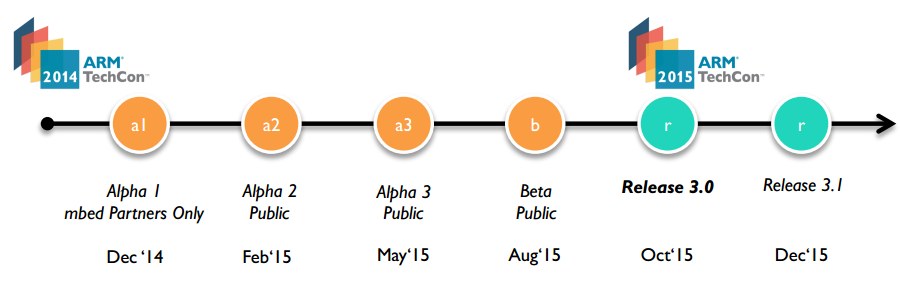 ARM®
2014 TechCon™
ARM®
2015 TechCon™
a1
a2
a3
b
r
r
Alpha 1
mbed Partners Only
Alpha 2
Public
Alpha 3
Public
Beta
Public
Release 3.0
Release 3.1
Dec ‘14
Feb‘15
May‘15
Aug‘15
Oct‘15
Dec‘15